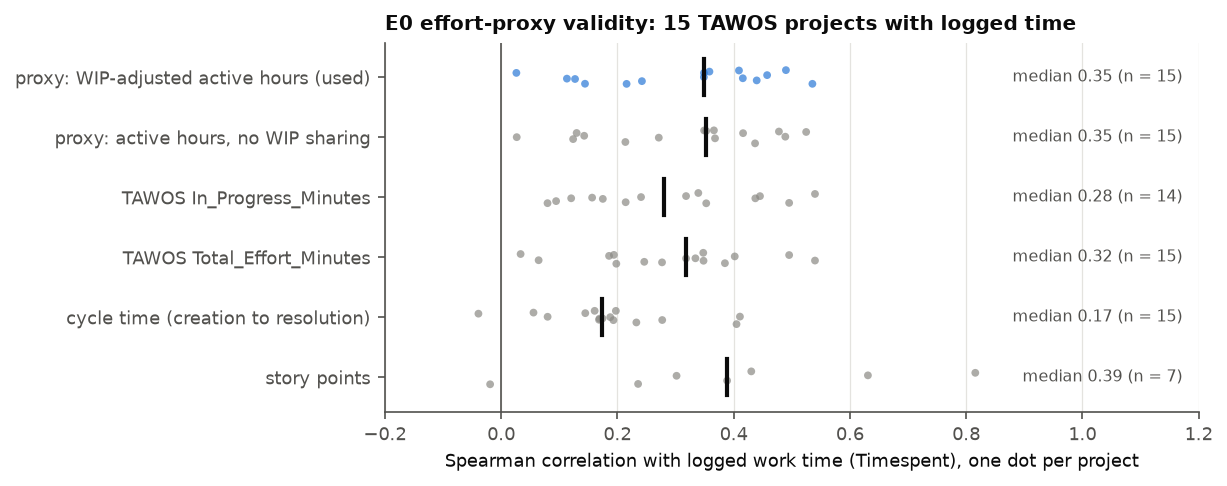 E0 effort-proxy validity: 15 TAWOS projects with logged time
proxy: WIP-adjusted active hours (used)
median 0.35 (n = 15)
proxy: active hours, no WIP sharing
median 0.35 (n = 15)
TAWOS In_Progress_Minutes
median 0.28 (n = 14)
TAWOS Total_Effort_Minutes
median 0.32 (n = 15)
cycle time (creation to resolution)
median 0.17 (n = 15)
story points
median 0.39 (n = 7)
−0.2 0.0 0.2 0.4 0.6 0.8 1.0 1.2
Spearman correlation with logged work time (Timespent), one dot per project